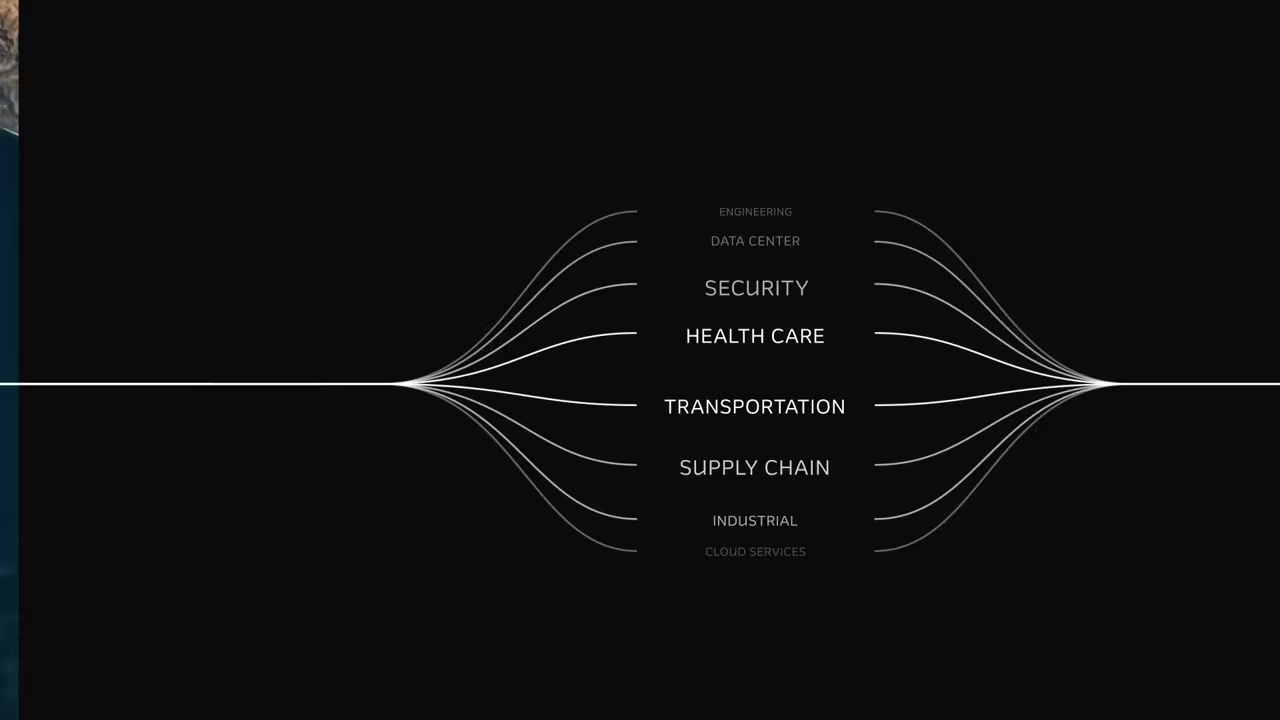 ENGINEERING
DATA CENTER
SECURITY
HEALTH CARE
TRANSPORTATION
SUPPLY CHAIN
INDUSTRIAL
CLOUD SERVICES